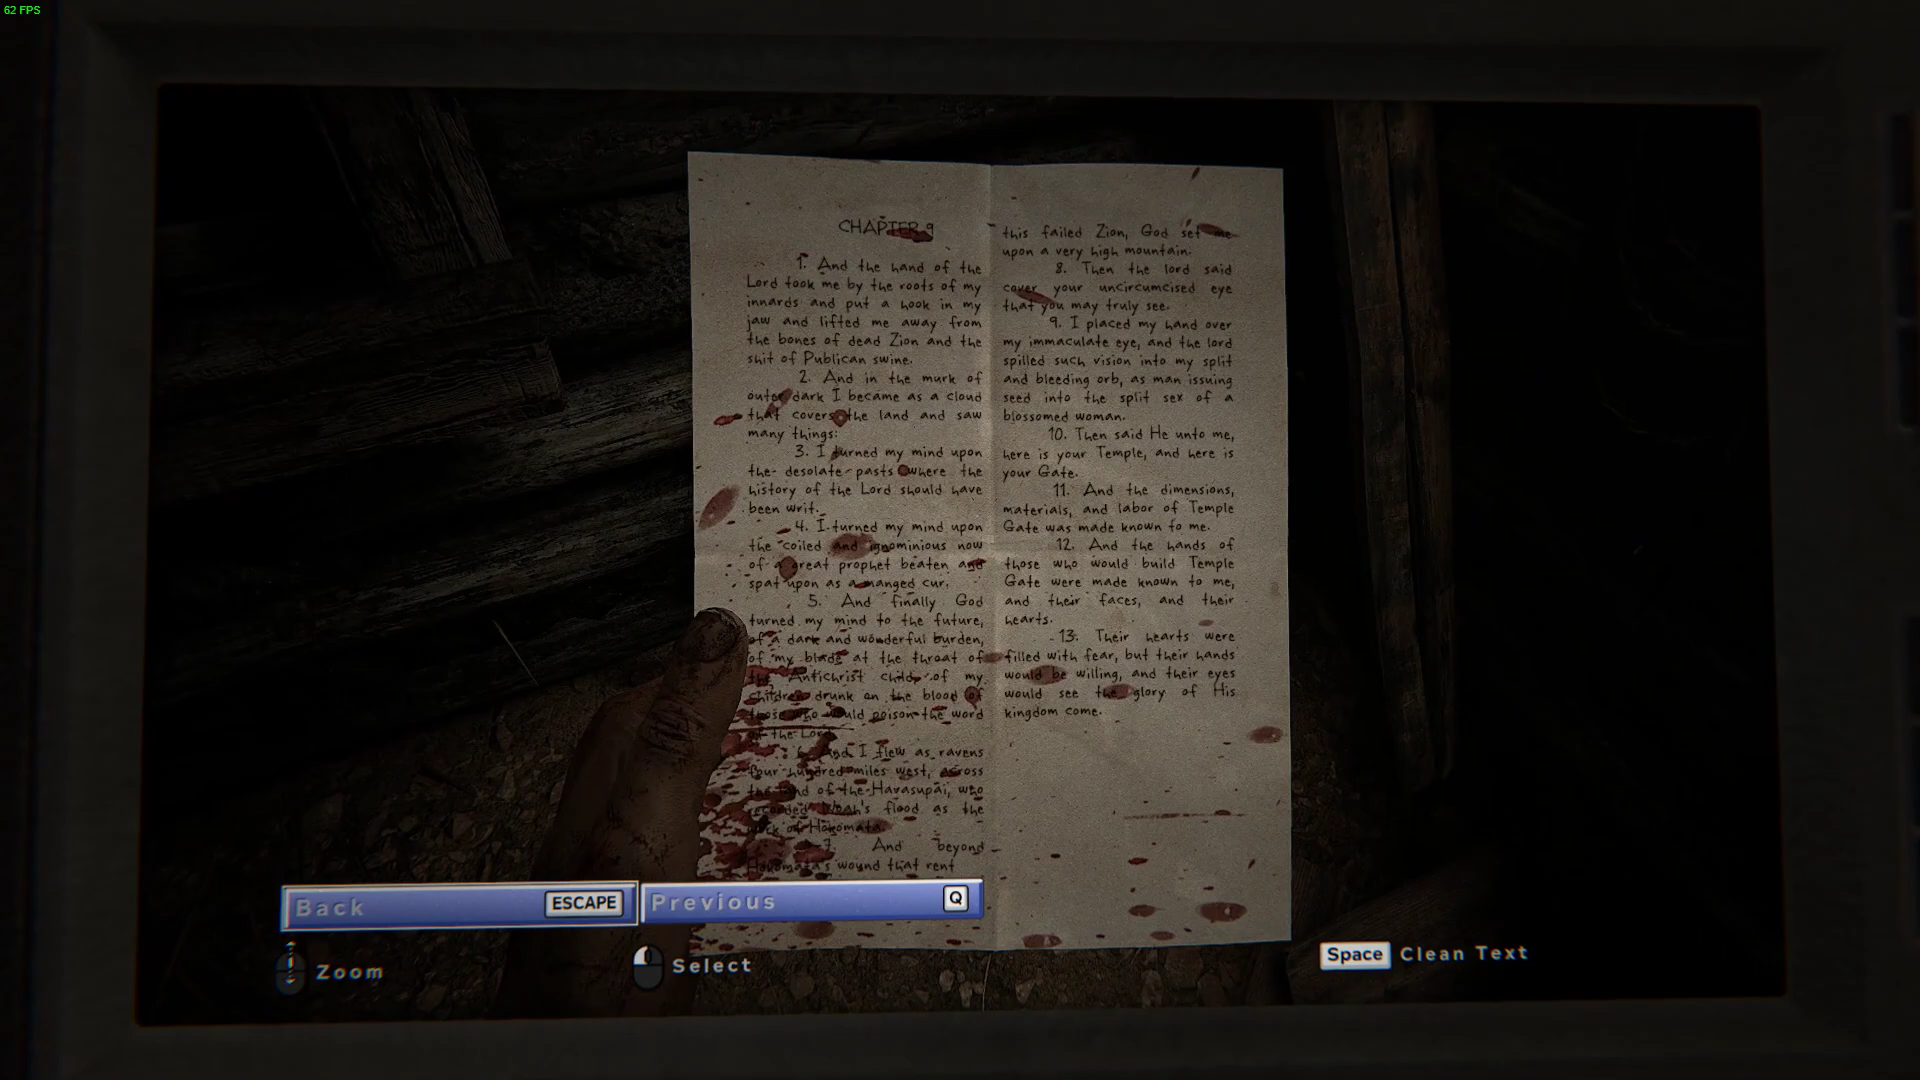 62 FPS
CHAPTER 9
1. And the hand of the
Lord took me by the roots of my
innards and put a hook in my
jaw and lifted me away from
the bones of dead Zion and the
shit of Publican swine.
2. And in the murk of
outer dark I became as a cloud
that covers the land and saw
many things:
3. I turned my mind upon
the desolate pasts where the
history of the Lord should have
been writ.
4. I turned my mind upon
the coiled and ignominious now
of a great prophet beaten and
spat upon as a manged cur.
5. And finally God
turned my mind to the future,
of a dark and wonderful burden,
of my blade at the throat of
the Antichrist child, of my
children drunk on the blood of
those who would poison the word
of the Lord.
6. And I flew as ravens
four hundred miles west, across
the land of the Havasupai, who
recorded Noah's flood as the
work of Hokomata.
7. And beyond
Hokomata's wound that rent
this failed Zion, God set me
upon a very high mountain.
8. Then the lord said
cover your uncircumcised eye
that you may truly see.
9. I placed my hand over
my immaculate eye, and the lord
spilled such vision into my split
and bleeding orb, as man issuing
seed into the split sex of a
blossomed woman.
10. Then said He unto me,
here is your Temple, and here is
your Gate.
11. And the dimensions,
materials, and labor of Temple
Gate was made known to me.
12. And the hands of
those who would build Temple
Gate were made known to me,
and their faces, and their
hearts.
13. Their hearts were
filled with fear, but their hands
would be willing, and their eyes
would see the glory of His
kingdom come.
Back ESCAPE
Previous Q
Zoom
Select
Space Clean Text